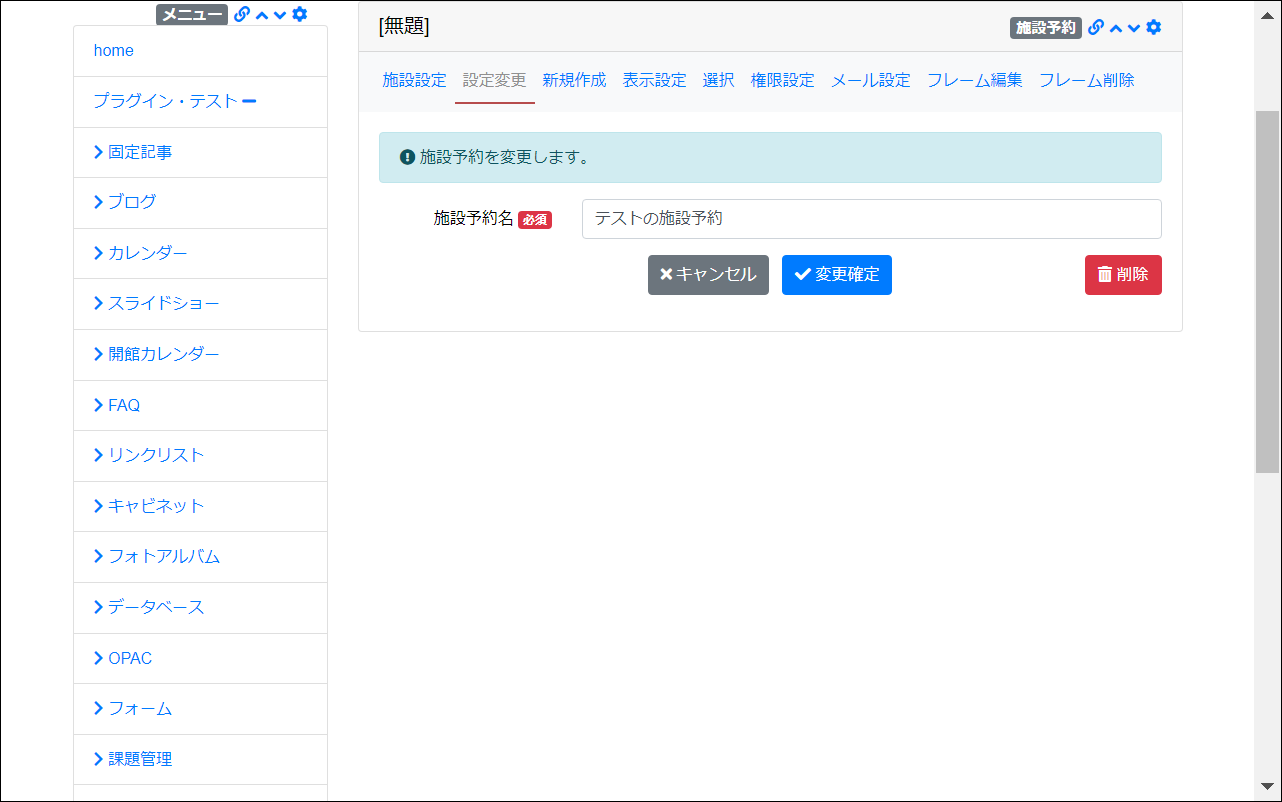 メニュー
home
プラグイン・テスト
固定記事
ブログ
カレンダー
スライドショー
開館カレンダー
FAQ
リンクリスト
キャビネット
フォトアルバム
データベース
OPAC
フォーム
課題管理
[無題]
施設予約
施設設定 設定変更 新規作成 表示設定 選択 権限設定 メール設定 フレーム編集 フレーム削除
施設予約を変更します。
施設予約名 必須 テストの施設予約
キャンセル 変更確定 削除